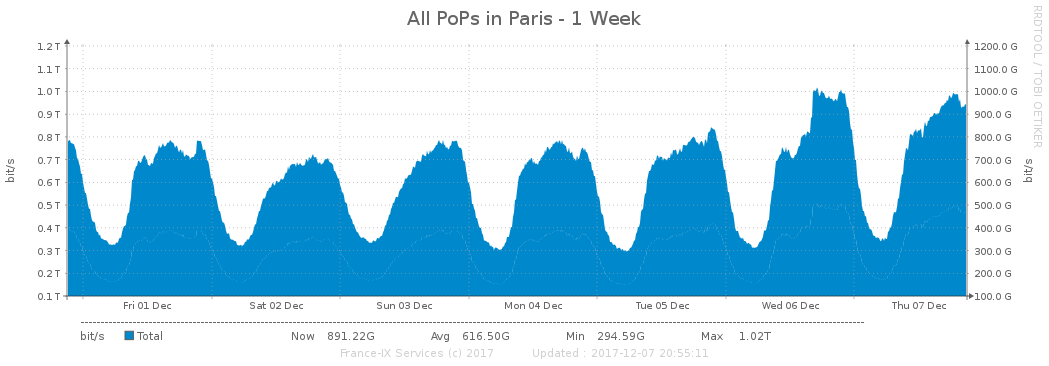 All PoPs in Paris - 1 Week
RRDTOOL / TOBI OETIKER
1.2 T 1200.0 G
1.1 T 1100.0 G
1.0 T 1000.0 G
0.9 T 900.0 G
0.8 T 800.0 G
0.7 T 700.0 G
0.6 T 600.0 G
0.5 T 500.0 G
0.4 T 400.0 G
0.3 T 300.0 G
0.2 T 200.0 G
0.1 T 100.0 G
bit/s
bit/s
Fri 01 Dec Sat 02 Dec Sun 03 Dec Mon 04 Dec Tue 05 Dec Wed 06 Dec Thu 07 Dec
bit/s Total Now 891.22G Avg 616.50G Min 294.59G Max 1.02T
France-IX Services (c) 2017 Updated : 2017-12-07 20:55:11